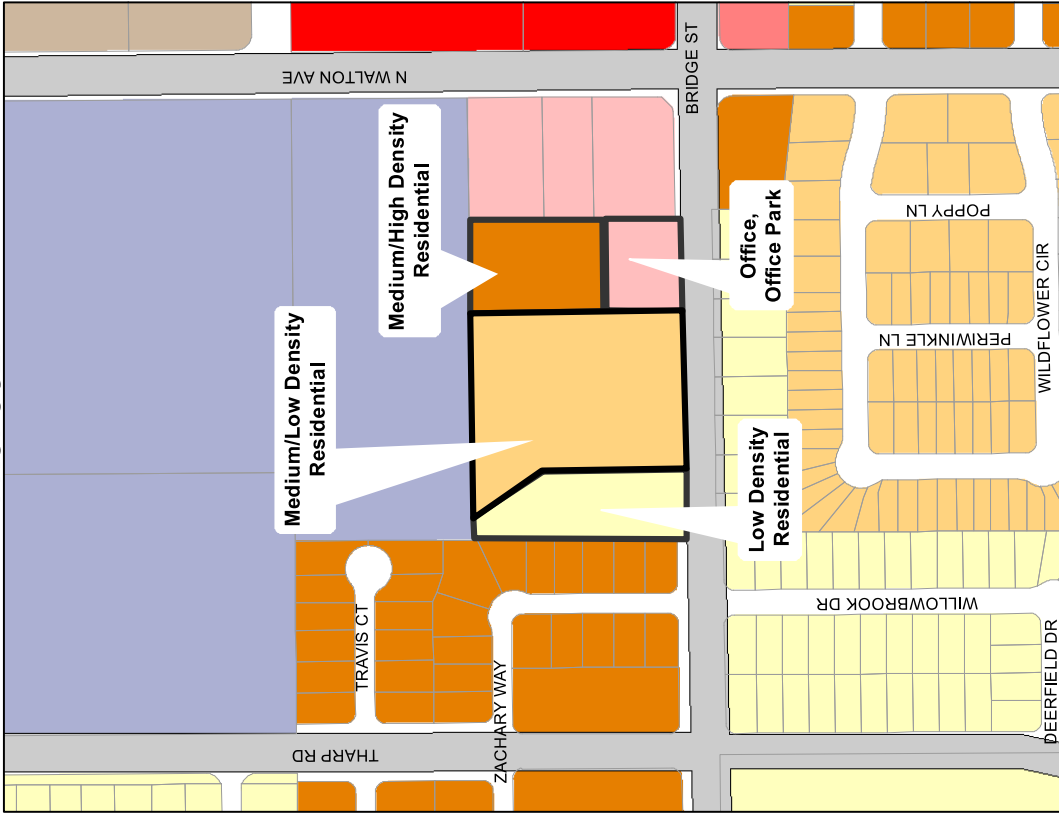 N WALTON AVE
BRIDGE ST
Medium/High Density
Residential
Medium/Low Density
Residential
Office,
Office Park
Low Density
Residential
POPPY LN
PERIWINKLE LN
WILDFLOWER CIR
WILLOWBROOK DR
DEERFIELD DR
TRAVIS CT
ZACHARY WAY
THARP RD